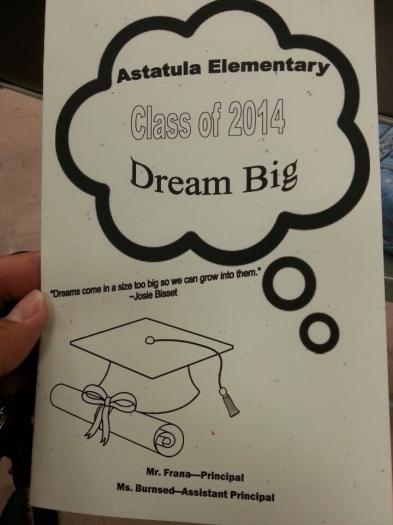 Astatula Elementary
Class of 2014
Dream Big
"Dreams come in a size too big so we can grow into them."
--Josie Bisset
Mr. Frana—Principal
Ms. Burnsed—Assistant Principal